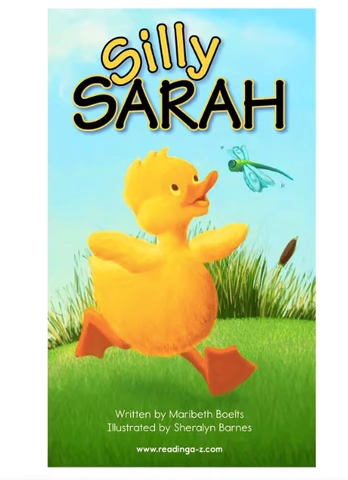 Silly
SARAH
Written by Maribeth Boelts
Illustrated by Sheralyn Barnes
www.readinga-z.com